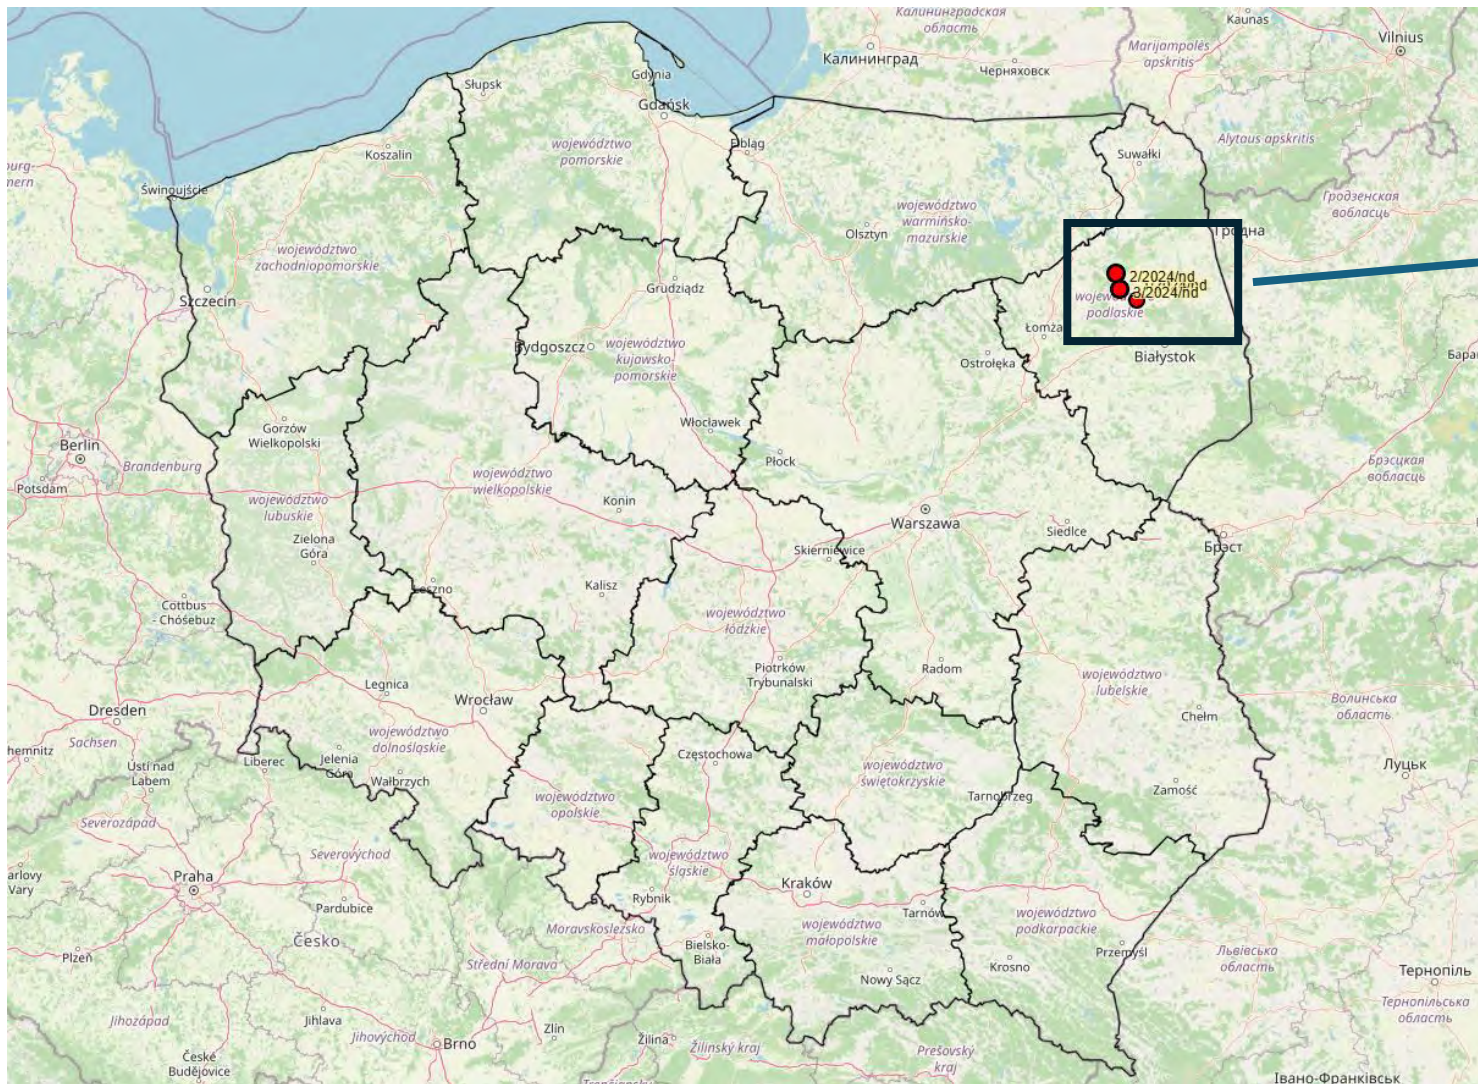 Калининградская
область
Kaunas
Vilnius
Marijampolės
apskritis
Калининград
Черняховск
Słupsk
Gdynia
Gdańsk
Alytaus apskritis
Koszalin
województwo
pomorskie
Elbląg
Suwałki
Świnoujście
województwo
warmińsko-
mazurskie
Гродзенская
вобласць
Olsztyn
Гродна
województwo
zachodniopomorskie
2/2024/nd
3/2024/nd
Szczecin
Grudziądz
podlaskie
Łomża
województwo
kujawsko-
pomorskie
Bydgoszcz
Białystok
Ostrołęka
Gorzów
Wielkopolski
Włocławek
Berlin
Brandenburg
Płock
Брэсцкая
вобласць
Potsdam
województwo
wielkopolskie
województwo
lubuskie
Konin
Warszawa
Siedlce
Zielona
Góra
Skierniewice
Брэст
Leszno
Kalisz
Cottbus
- Chóśebuz
województwo
łódzkie
Piotrków
Trybunalski
Radom
województwo
lubelskie
Legnica
Wrocław
Dresden
Chełm
Волинська
область
Sachsen
hemnitz
województwo
dolnośląskie
Częstochowa
Ústí nad
Labem
Liberec
Jelenia
Góra
Wałbrzych
województwo
świętokrzyskie
Луцьк
województwo
opolskie
Tarnobrzeg
Zamość
Severozápad
Severovýchod
województwo
śląskie
arlovy
Vary
Praha
Kraków
Rybnik
Pardubice
Tarnów
województwo
podkarpackie
Moravskoslezsko
województwo
małopolskie
Česko
Plzeň
Bielsko-
Biała
Przemyśl
Львівська
область
Střední Morava
Krosno
Nowy Sącz
Тернопіль
Jihozápad
Jihlava
Тернопільська
область
Jihovýchod
Zlín
Brno
Žilina
Žilinský kraj
Prešovský
kraj
České
Budějovice
Івано-Франківськ